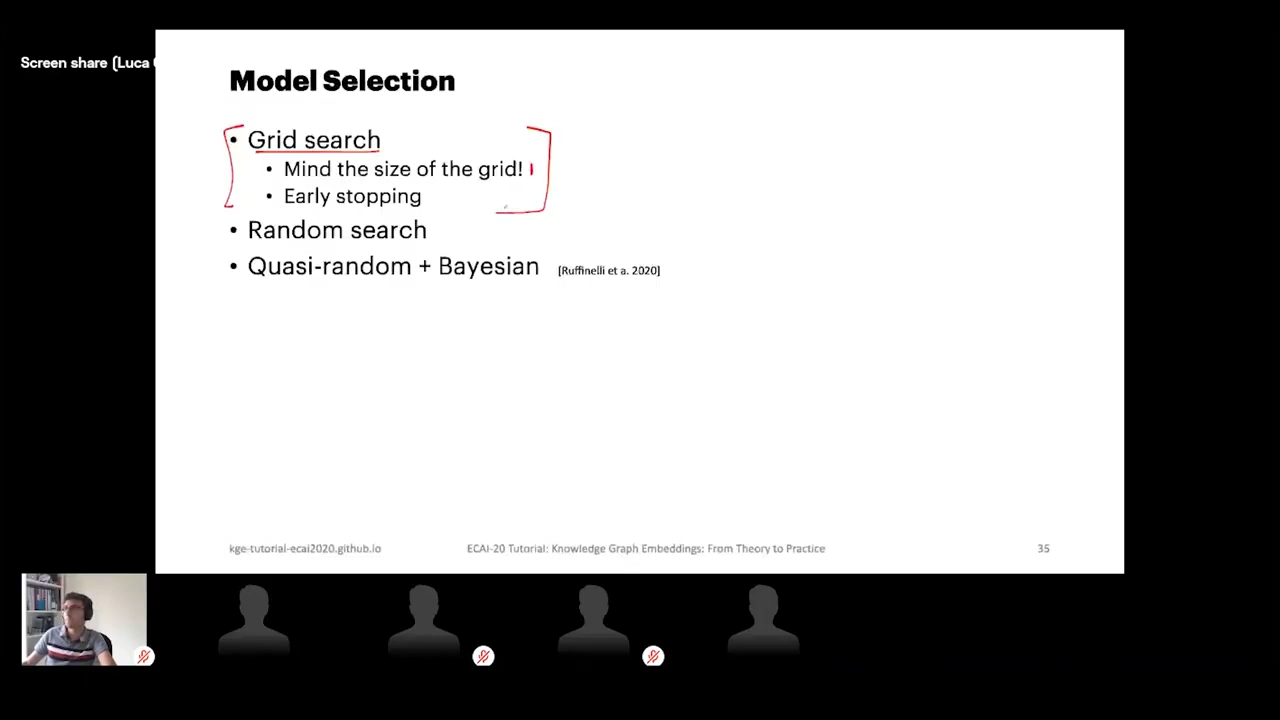 Screen share (Luca
Model Selection
• Grid search
• Mind the size of the grid!
• Early stopping
• Random search
• Quasi-random + Bayesian [Ruffinelli et a. 2020]
kge-tutorial-ecai2020.github.io ECAI-20 Tutorial: Knowledge Graph Embeddings: From Theory to Practice 35